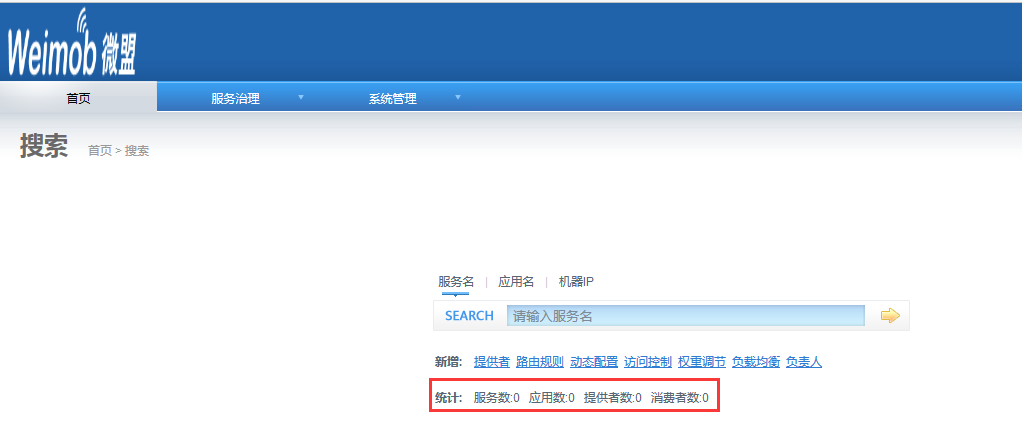 Weimob 微盟
首页 服务治理 系统管理
搜索 首页 > 搜索
服务名 | 应用名 | 机器IP
SEARCH 请输入服务名
新增: 提供者 路由规则 动态配置 访问控制 权重调节 负载均衡 负责人
统计: 服务数:0 应用数:0 提供者数:0 消费者数:0